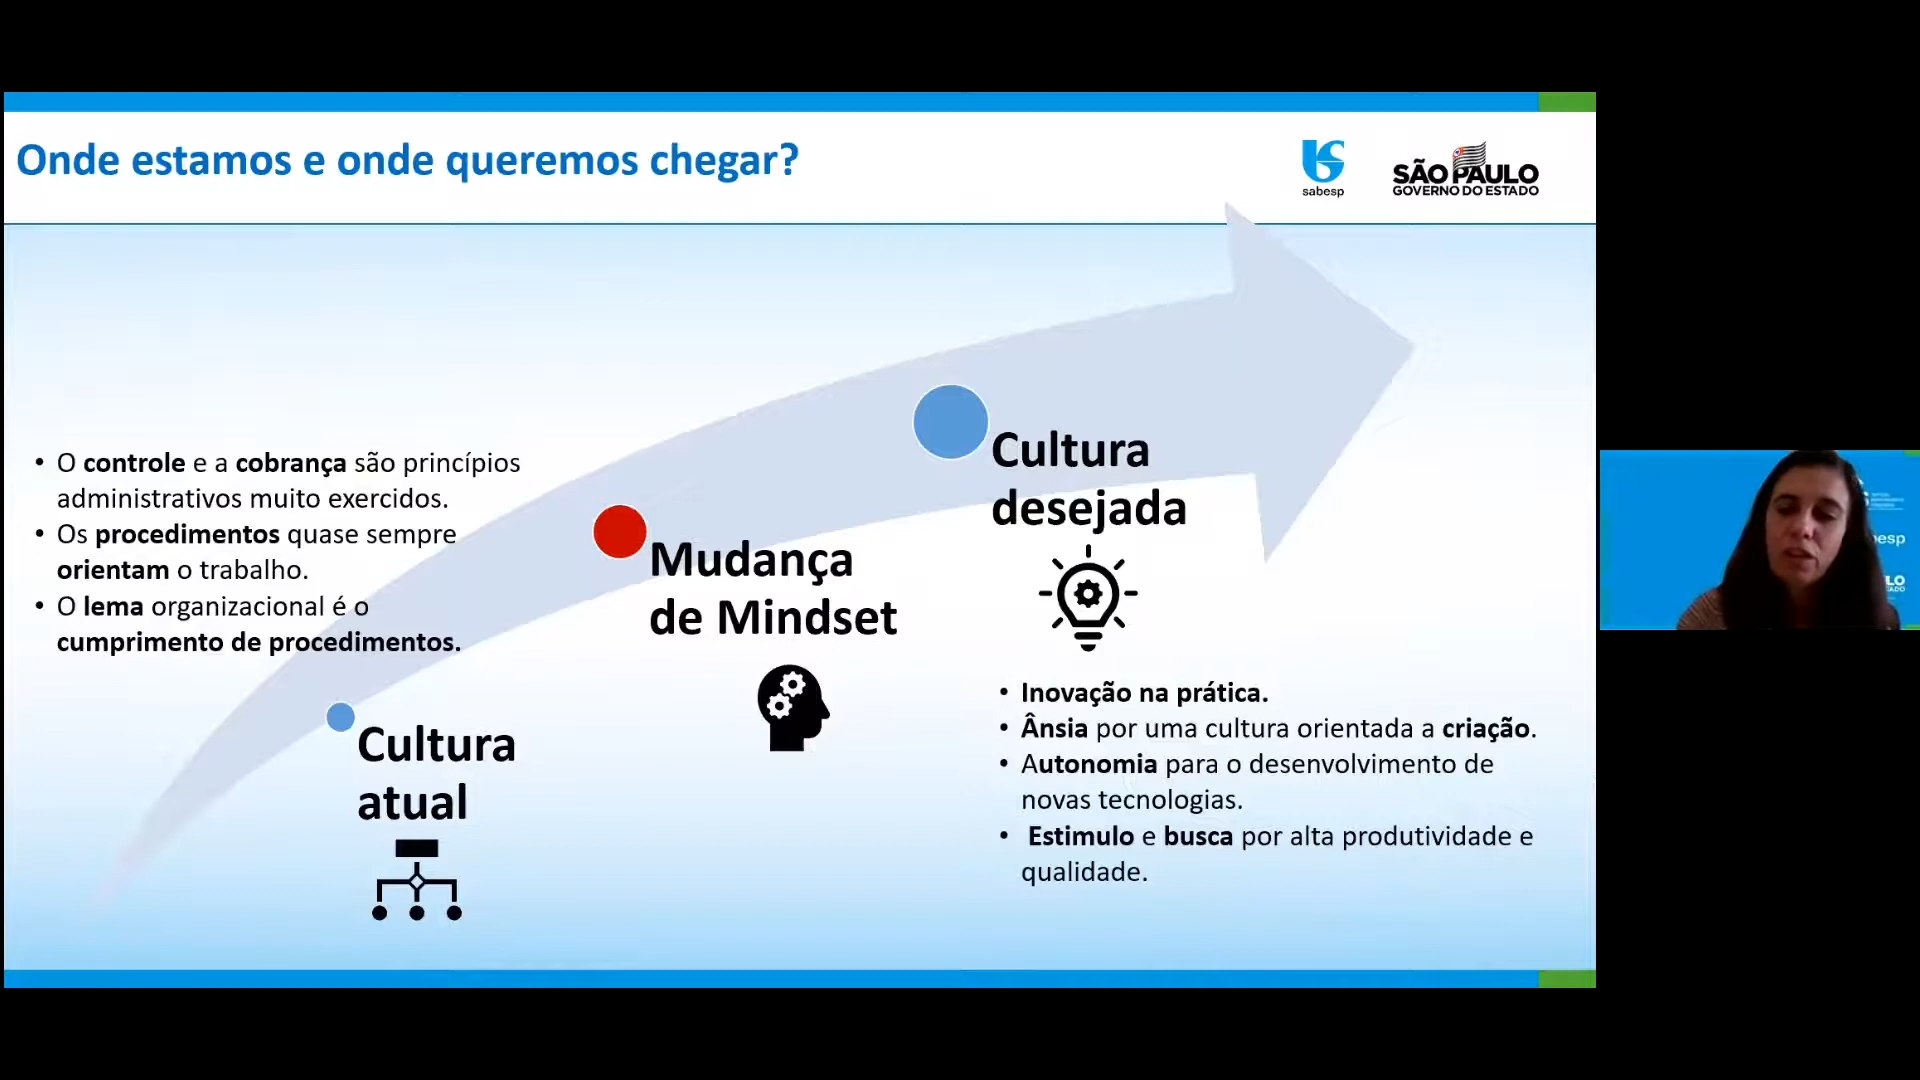 Onde estamos e onde queremos chegar?
sabesp
SÃO PAULO
GOVERNO DO ESTADO
• O controle e a cobrança são princípios
administrativos muito exercidos.
• Os procedimentos quase sempre
orientam o trabalho.
• O lema organizacional é o
cumprimento de procedimentos.
Cultura
atual
Mudança
de Mindset
Cultura
desejada
• Inovação na prática.
• Ânsia por uma cultura orientada a criação.
• Autonomia para o desenvolvimento de
novas tecnologias.
• Estimulo e busca por alta produtividade e
qualidade.